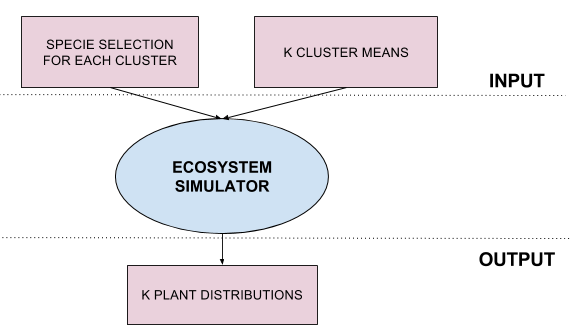 SPECIE SELECTION
FOR EACH CLUSTER
K CLUSTER MEANS
INPUT
ECOSYSTEM
SIMULATOR
OUTPUT
K PLANT DISTRIBUTIONS